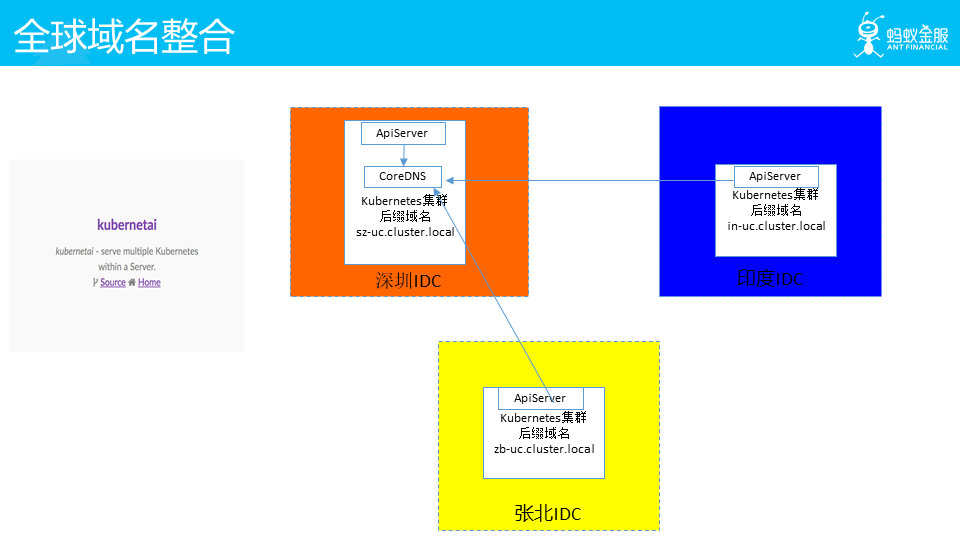 全球域名整合
蚂蚁金服
ANT FINANCIAL
kubernetai
kubernetai - serve multiple Kubernetes
within a Server.
Source Home
ApiServer
CoreDNS
Kubernetes集群
后缀域名
sz-uc.cluster.local
深圳IDC
ApiServer
Kubernetes集群
后缀域名
in-uc.cluster.local
印度IDC
ApiServer
Kubernetes集群
后缀域名
zb-uc.cluster.local
张北IDC